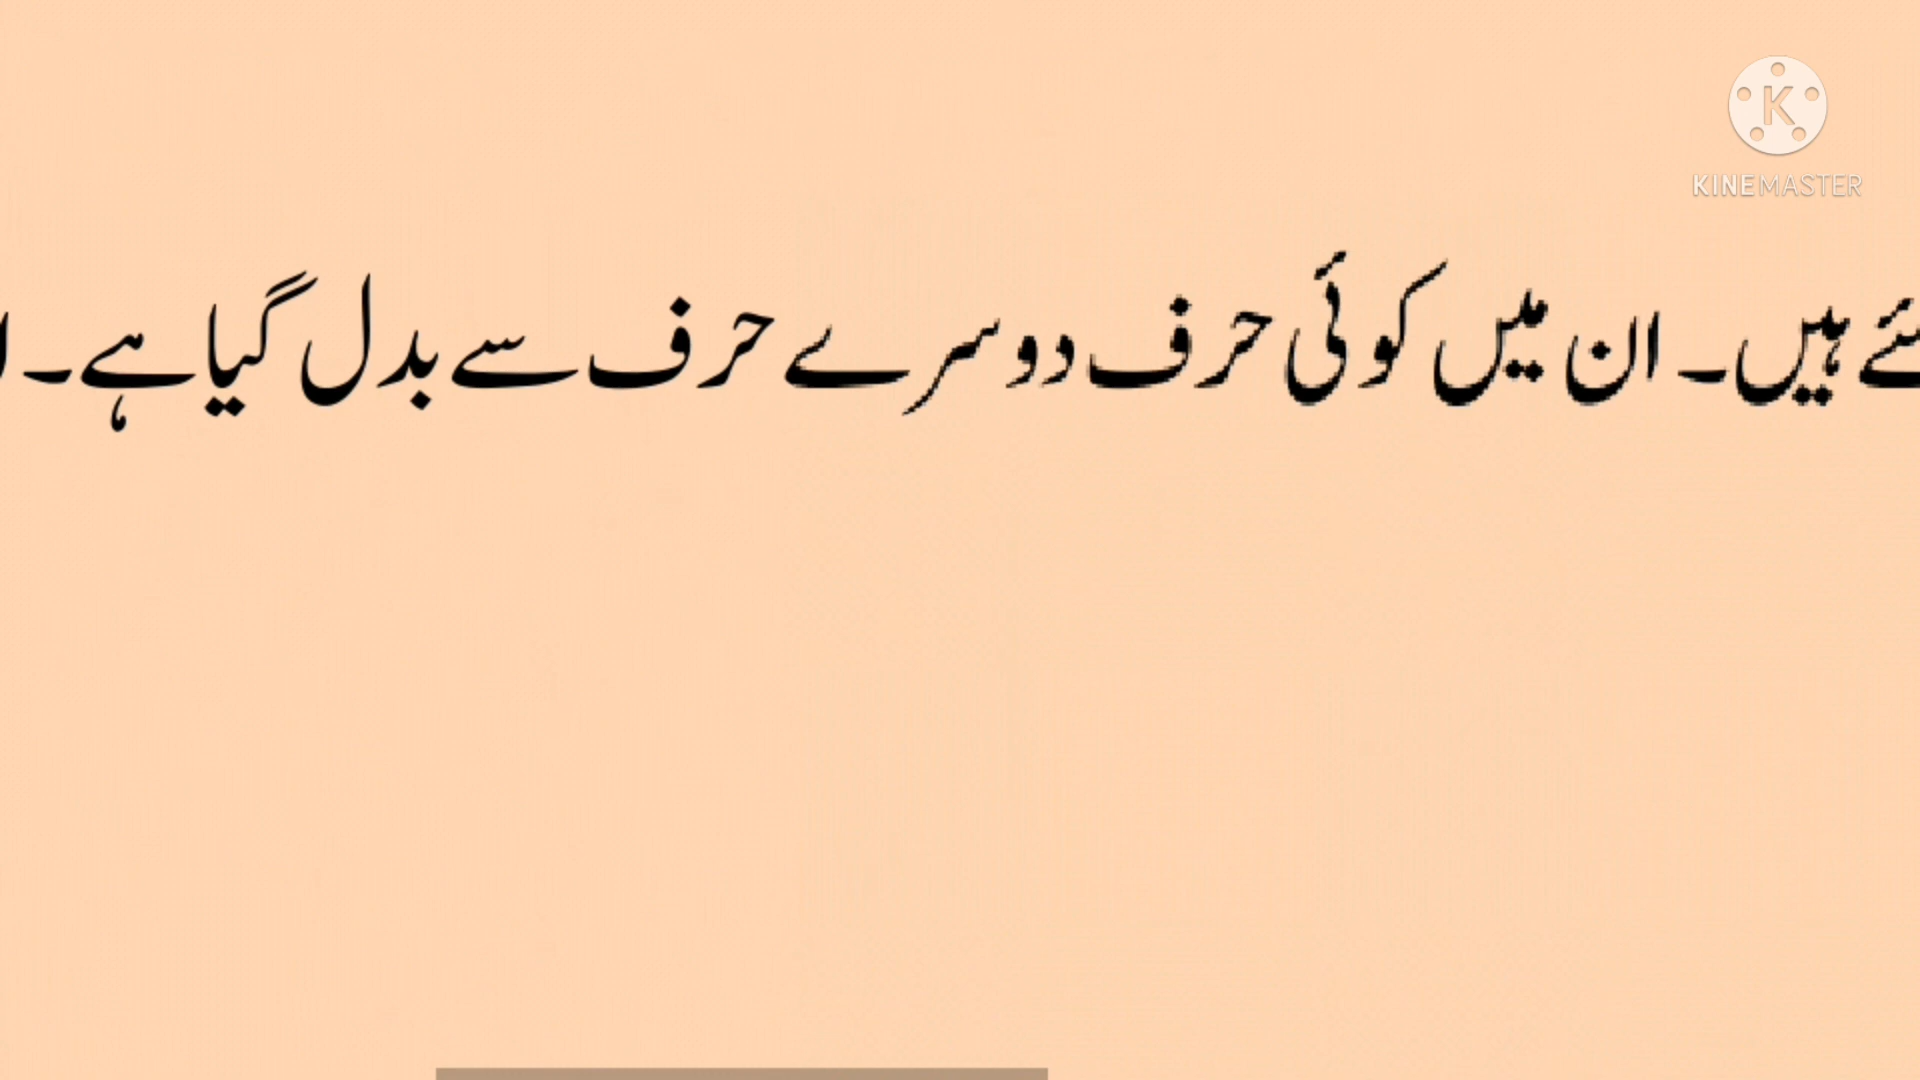 KINEMASTER
ہیں۔ ان میں کوئی حرف دوسرے حرف سے بدل گیا ہے۔